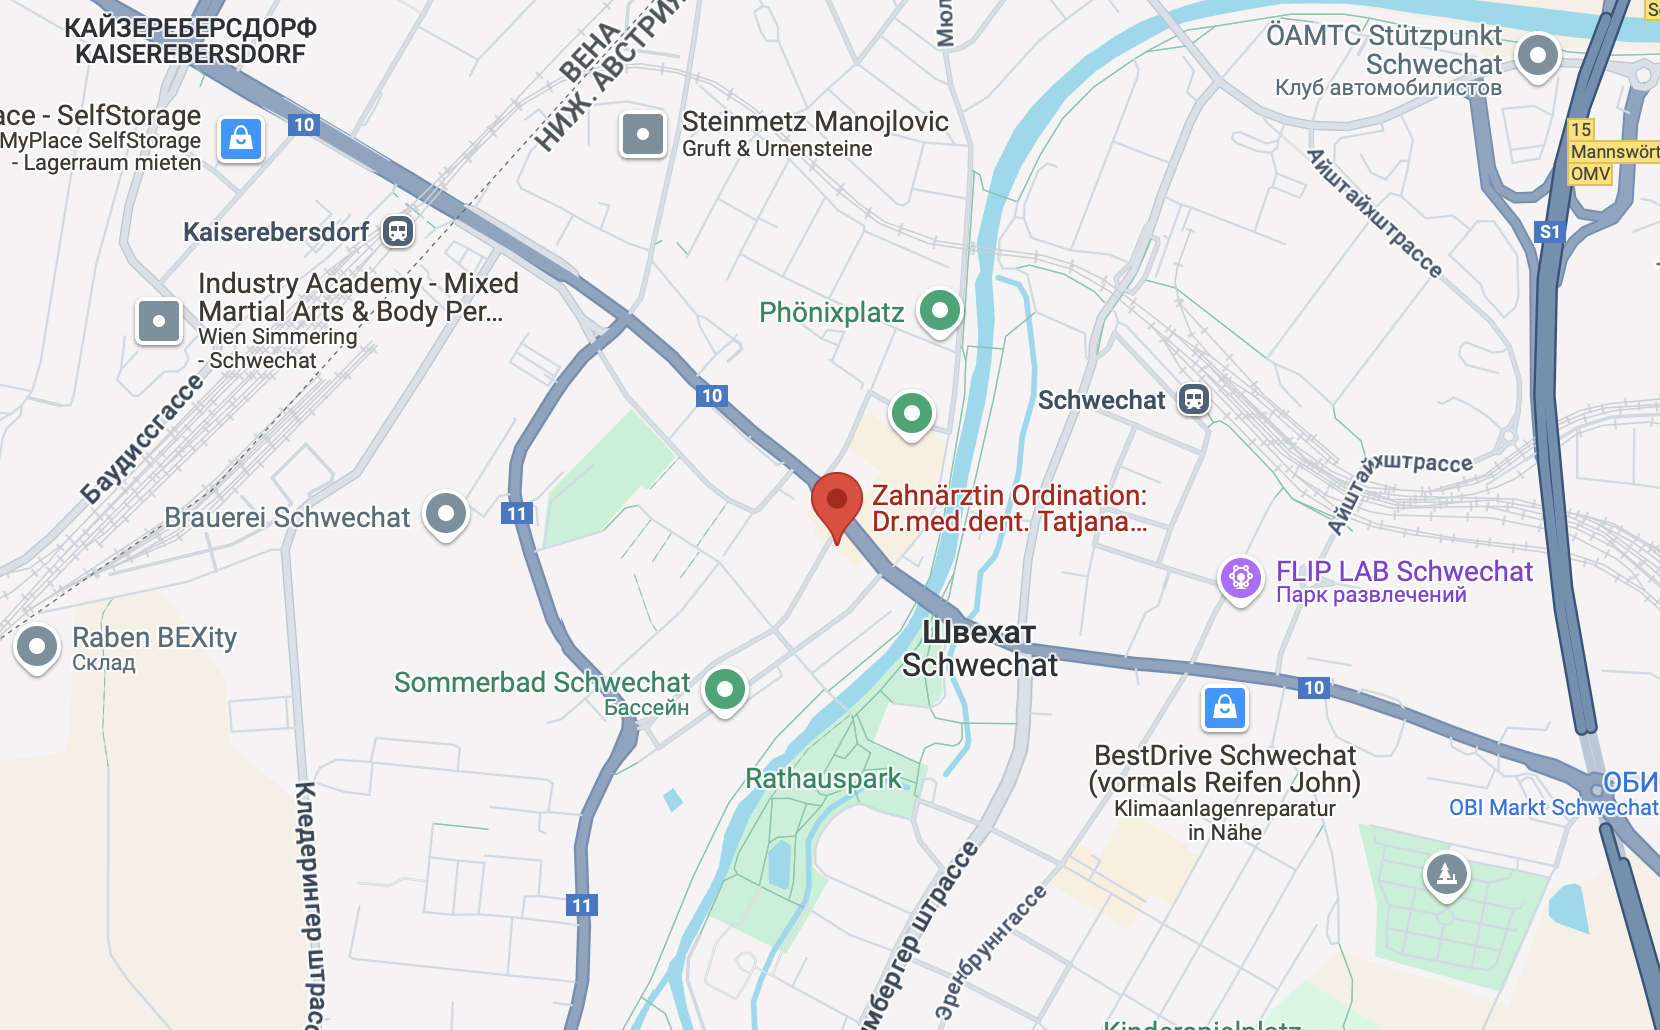 КАЙЗЕРЕБЕРСДОРФ
KAISEREBERSDORF
ВЕНА
НИЖ. АВСТРИЯ
ÖAMTC Stützpunkt
Schwechat
Клуб автомобилистов
ace - SelfStorage
MyPlace SelfStorage
- Lagerraum mieten
10
Steinmetz Manojlovic
Gruft & Urnensteine
15
Mannswört
OMV
Айштайхштрассе
S1
Kaiserebersdorf
Industry Academy - Mixed
Martial Arts & Body Per...
Wien Simmering
- Schwechat
Phönixplatz
Баудиссгассе
10
Schwechat
Айштайхштрассе
Brauerei Schwechat
11
Zahnärztin Ordination:
Dr.med.dent. Tatjana...
FLIP LAB Schwechat
Парк развлечений
Raben BEXity
Склад
Швехат
Schwechat
Sommerbad Schwechat
Бассейн
10
BestDrive Schwechat
(vormals Reifen John)
Klimaanlagenreparatur
in Nähe
Rathauspark
ОБИ
OBI Markt Schwechat
Кледерингер штрасс
11
мбергер штрассе
Эренбруннгассе
Kinderspielplatz